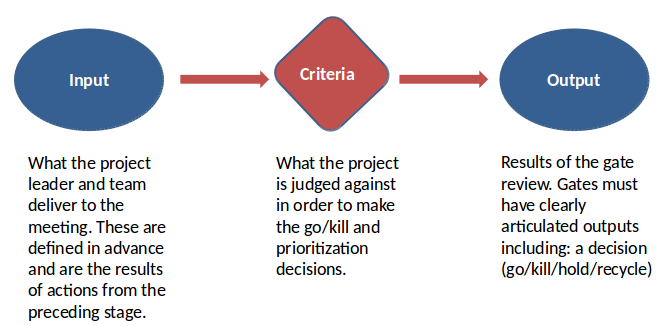 Input
Criteria
Output
What the project
leader and team
deliver to the
meeting. These are
defined in advance
and are the results
of actions from the
preceding stage.
What the project
is judged against
in order to make
the go/kill and
prioritization
decisions.
Results of the gate
review. Gates must
have clearly
articulated outputs
including: a decision
(go/kill/hold/recycle)